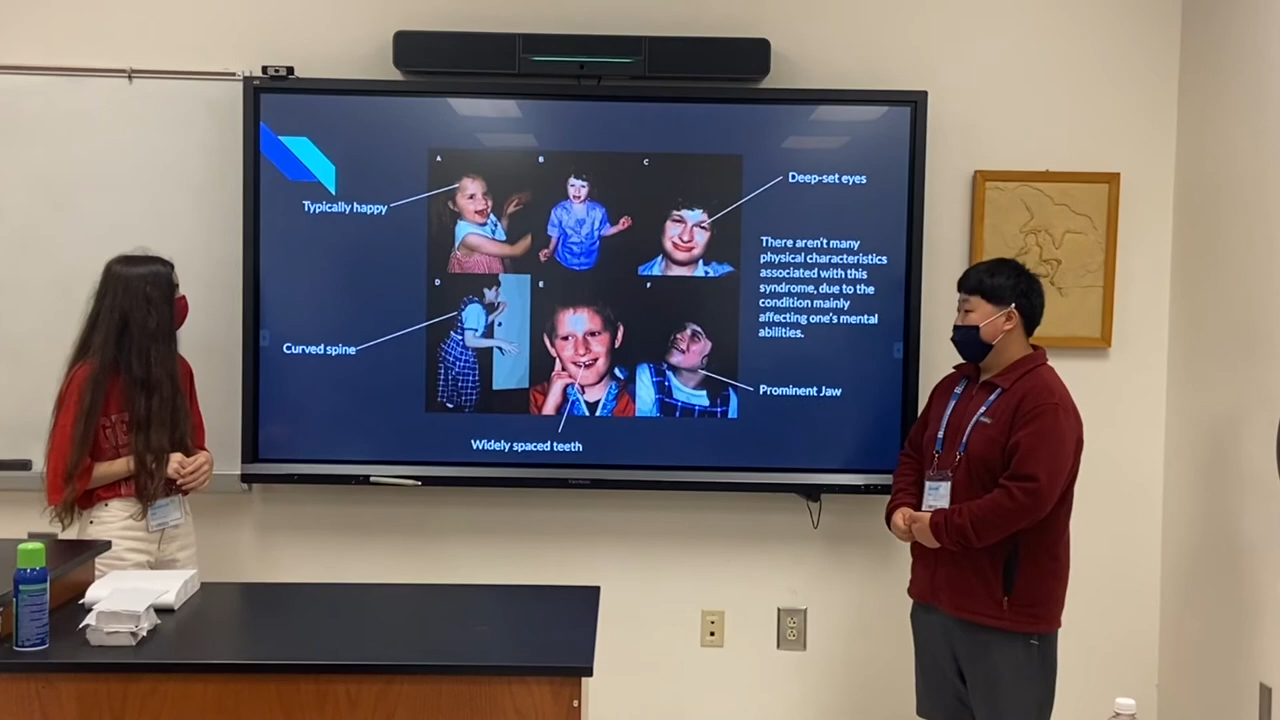 A
B
C
Typically happy
Deep-set eyes
There aren't many
physical characteristics
associated with this
syndrome, due to the
condition mainly
affecting one's mental
abilities.
D
E
F
Curved spine
Prominent Jaw
Widely spaced teeth